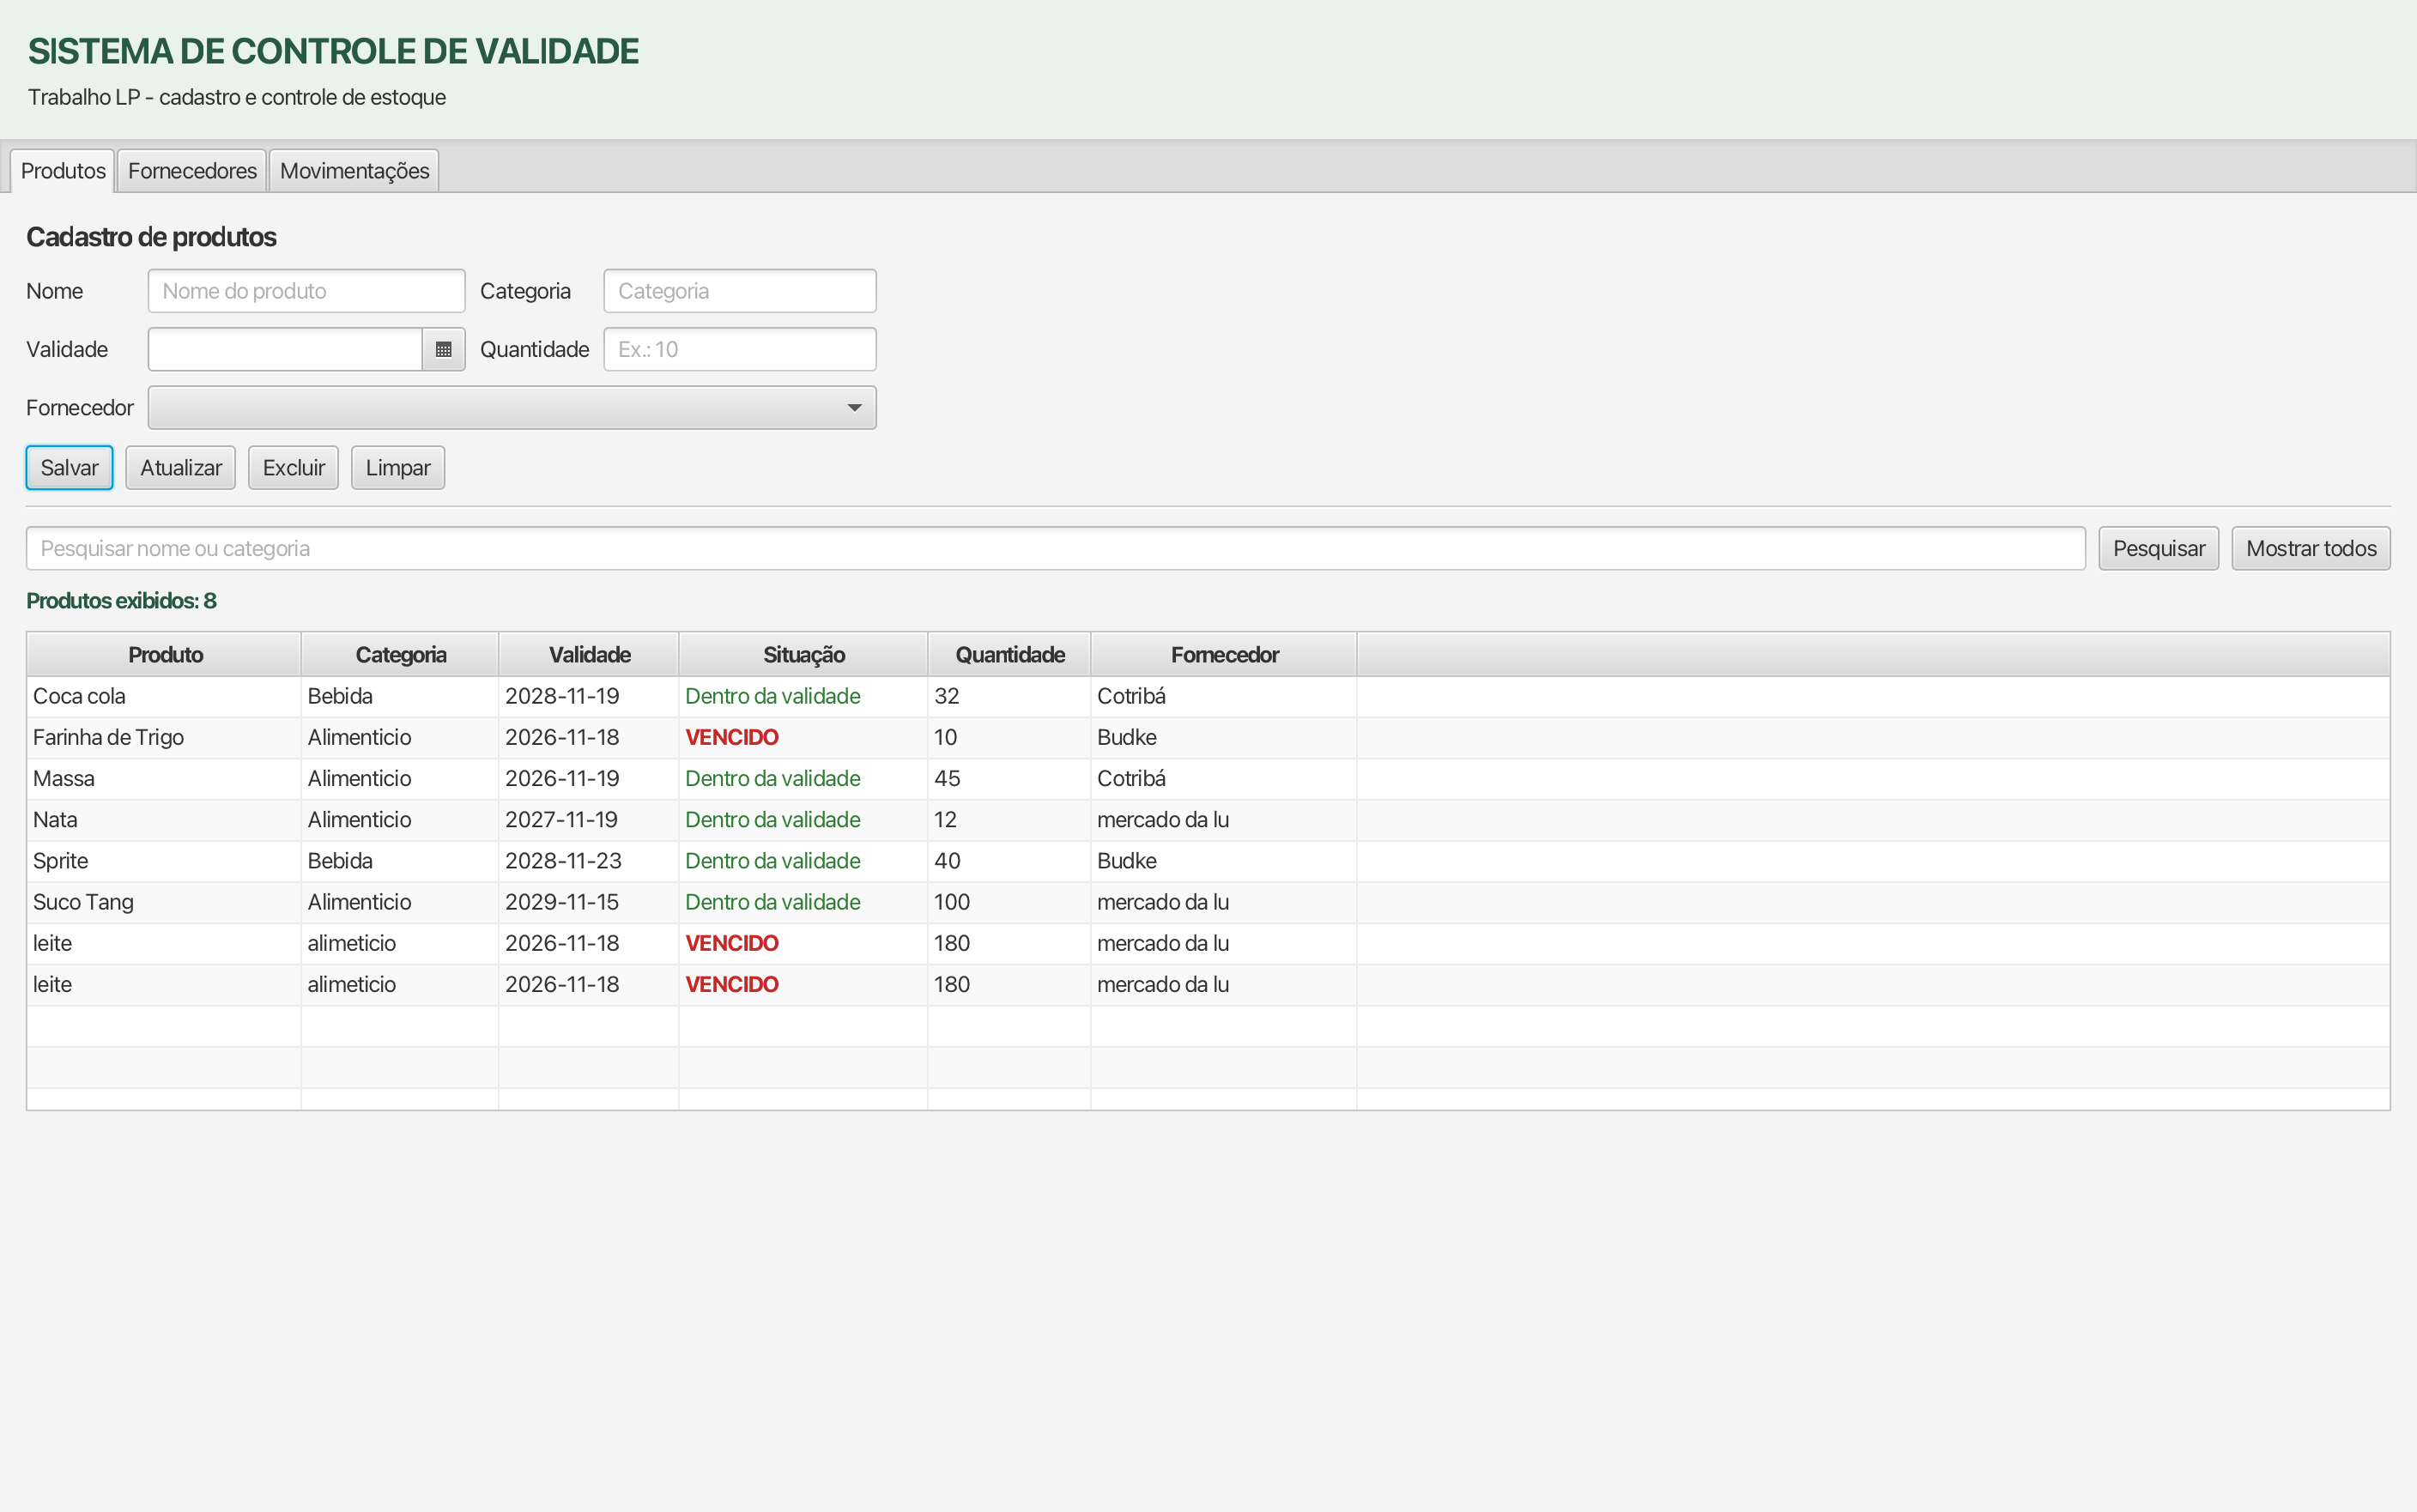 SISTEMA DE CONTROLE DE VALIDADE
Trabalho LP - cadastro e controle de estoque
Produtos Fornecedores Movimentações
Cadastro de produtos
Nome Nome do produto Categoria Categoria
Validade Quantidade Ex.: 10
Fornecedor
Salvar Atualizar Excluir Limpar
Pesquisar nome ou categoria Pesquisar Mostrar todos
Produtos exibidos: 8
Produto Categoria Validade Situação Quantidade Fornecedor
Coca cola Bebida 2028-11-19 Dentro da validade 32 Cotribá
Farinha de Trigo Alimenticio 2026-11-18 VENCIDO 10 Budke
Massa Alimenticio 2026-11-19 Dentro da validade 45 Cotribá
Nata Alimenticio 2027-11-19 Dentro da validade 12 mercado da lu
Sprite Bebida 2028-11-23 Dentro da validade 40 Budke
Suco Tang Alimenticio 2029-11-15 Dentro da validade 100 mercado da lu
leite alimeticio 2026-11-18 VENCIDO 180 mercado da lu
leite alimeticio 2026-11-18 VENCIDO 180 mercado da lu